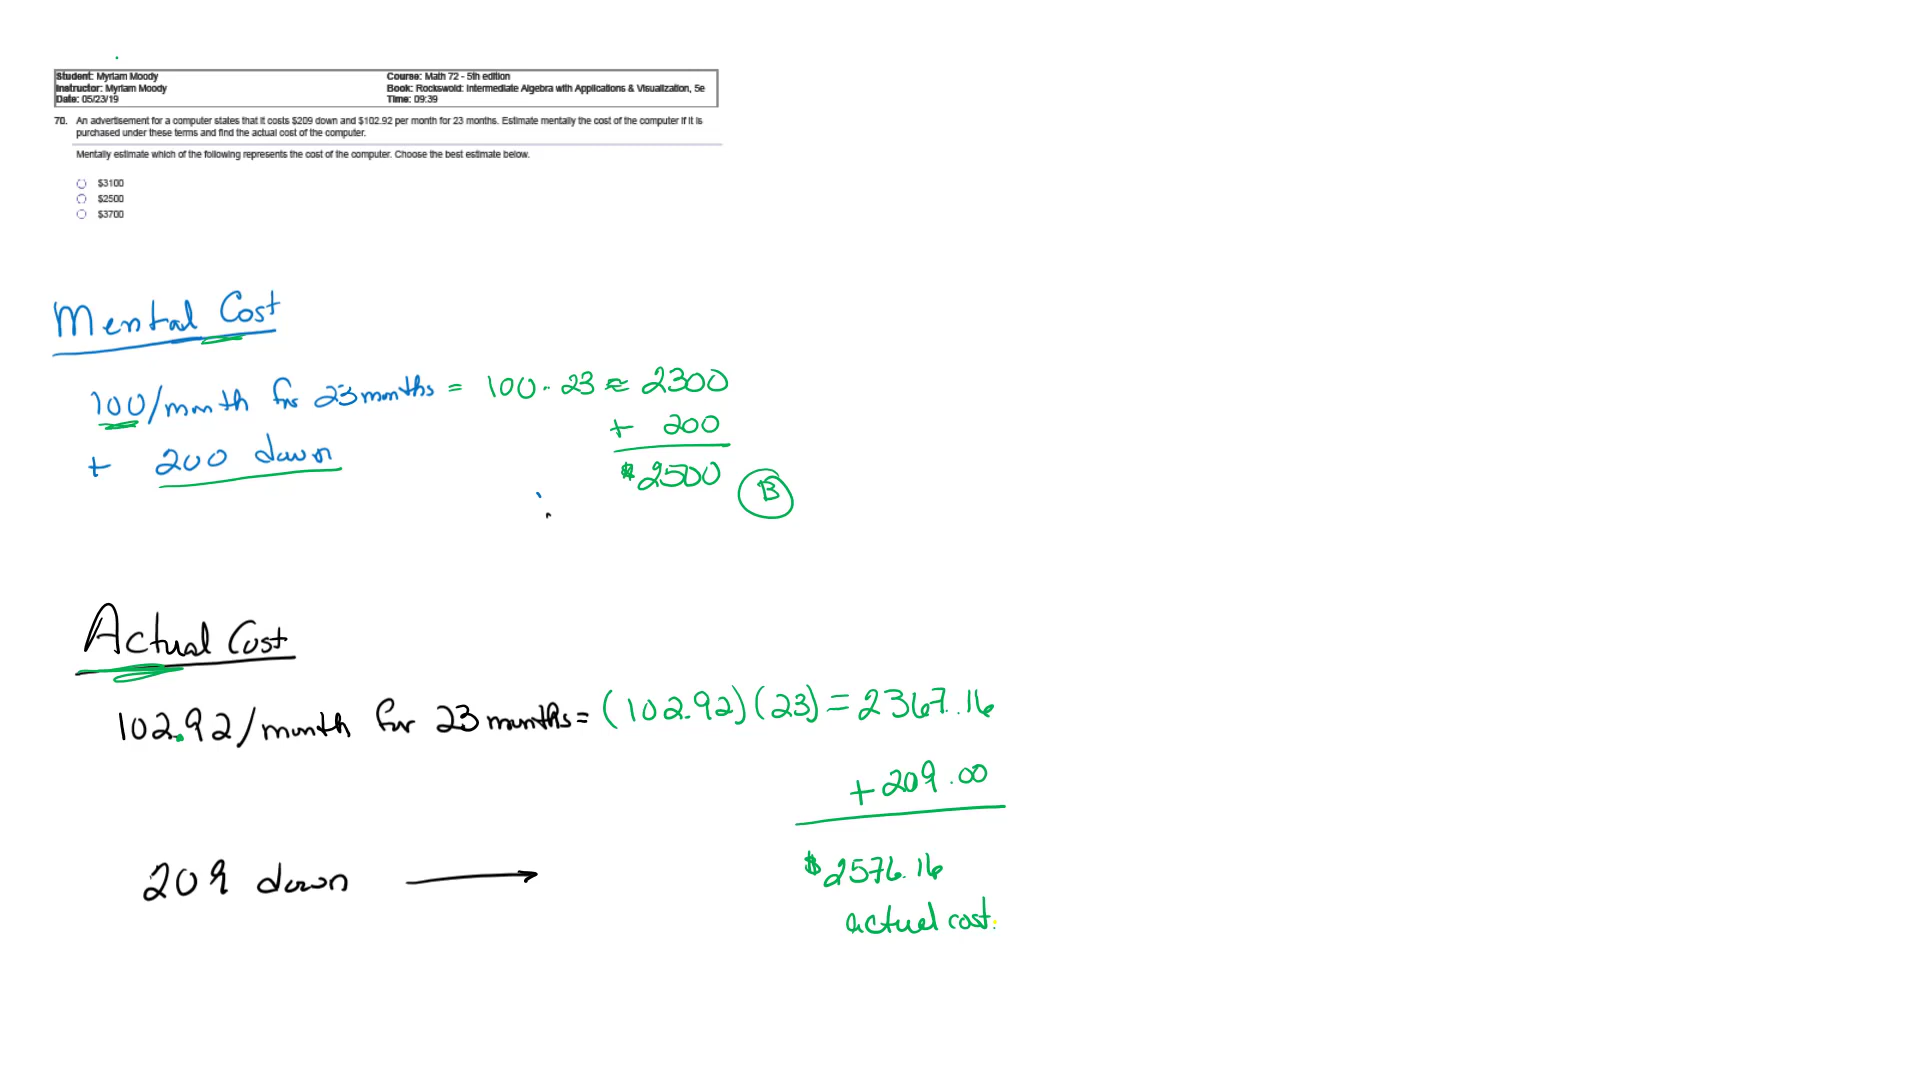 Student: Myriam Moody Course: Math 72 - 5th edition
Instructor: Myriam Moody Book: Rockswold: Intermediate Algebra with Applications & Visualization, 5e
Date: 05/23/19 Time: 09:39
70. An advertisement for a computer states that it costs $209 down and $102.92 per month for 23 months. Estimate mentally the cost of the computer if it is
purchased under these terms and find the actual cost of the computer.
Mentally estimate which of the following represents the cost of the computer. Choose the best estimate below.
$3100
$2500
$3700
Mental Cost
100/month for 23 months = 100 · 23 ≈ 2300
+ 200
+ 200 down
$2500 B
Actual Cost
102.92/month for 23 months = (102.92)(23) = 2367.16
+ 209.00
209 down → $2576.16
actual cost.